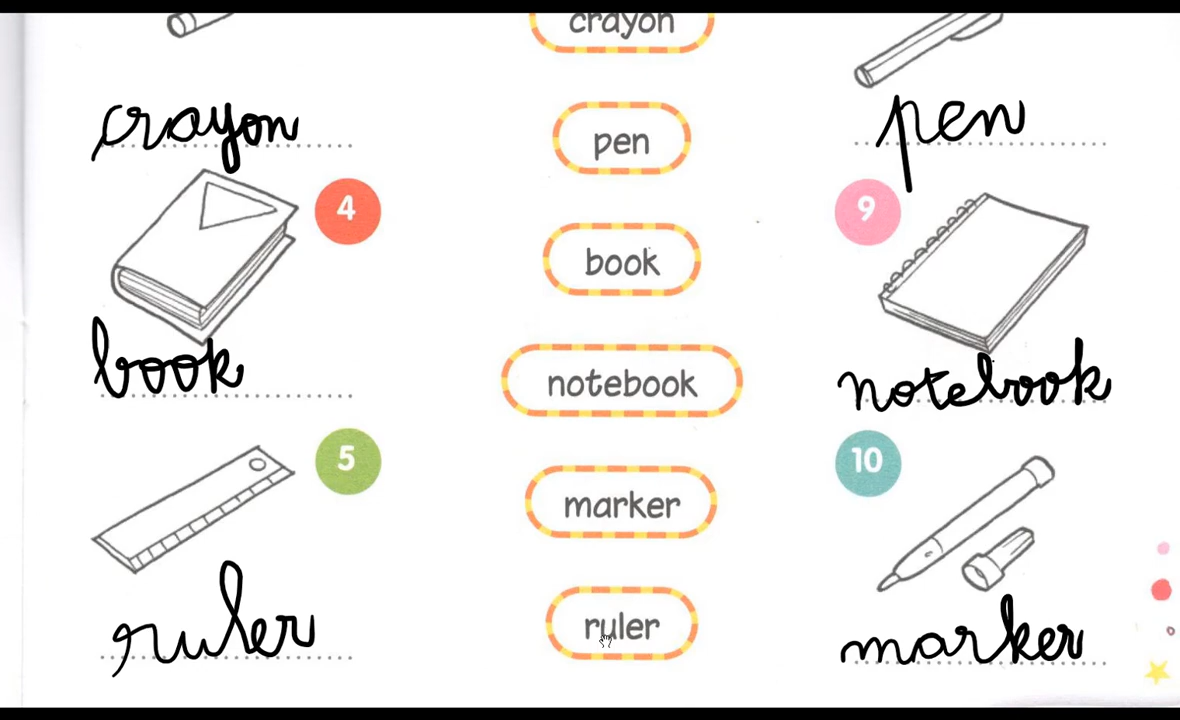 crayon
crayon
pen
pen
4
9
book
book
notebook
notebook
5
10
marker
ruler
ruler
marker